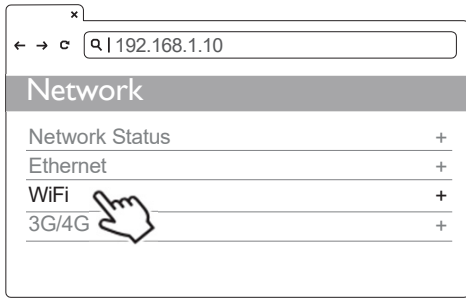 192.168.1.10
Network
Network Status +
Ethernet +
WiFi +
3G/4G +